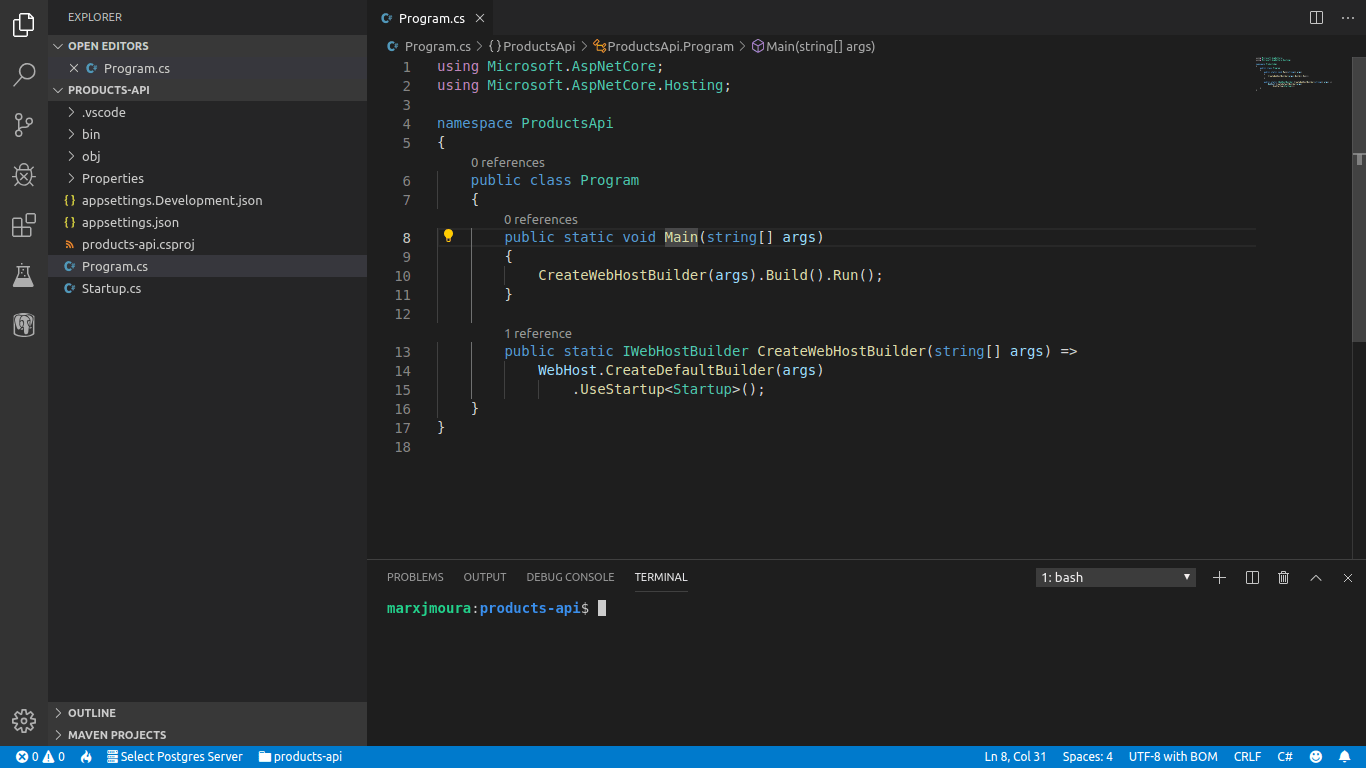 EXPLORER
OPEN EDITORS
Program.cs
PRODUCTS-API
.vscode
bin
obj
Properties
appsettings.Development.json
appsettings.json
products-api.csproj
Program.cs
Startup.cs
OUTLINE
MAVEN PROJECTS
Program.cs
Program.cs > {} ProductsApi > ProductsApi.Program > Main(string[] args)
1 using Microsoft.AspNetCore;
2 using Microsoft.AspNetCore.Hosting;
3
4 namespace ProductsApi
5 {
0 references
6 public class Program
7 {
0 references
8 public static void Main(string[] args)
9 {
10 CreateWebHostBuilder(args).Build().Run();
11 }
12
1 reference
13 public static IWebHostBuilder CreateWebHostBuilder(string[] args) =>
14 WebHost.CreateDefaultBuilder(args)
15 .UseStartup<Startup>();
16 }
17 }
18
PROBLEMS OUTPUT DEBUG CONSOLE TERMINAL 1: bash
marxjmoura:products-api$
0 0 Select Postgres Server products-api Ln 8, Col 31 Spaces: 4 UTF-8 with BOM CRLF C#